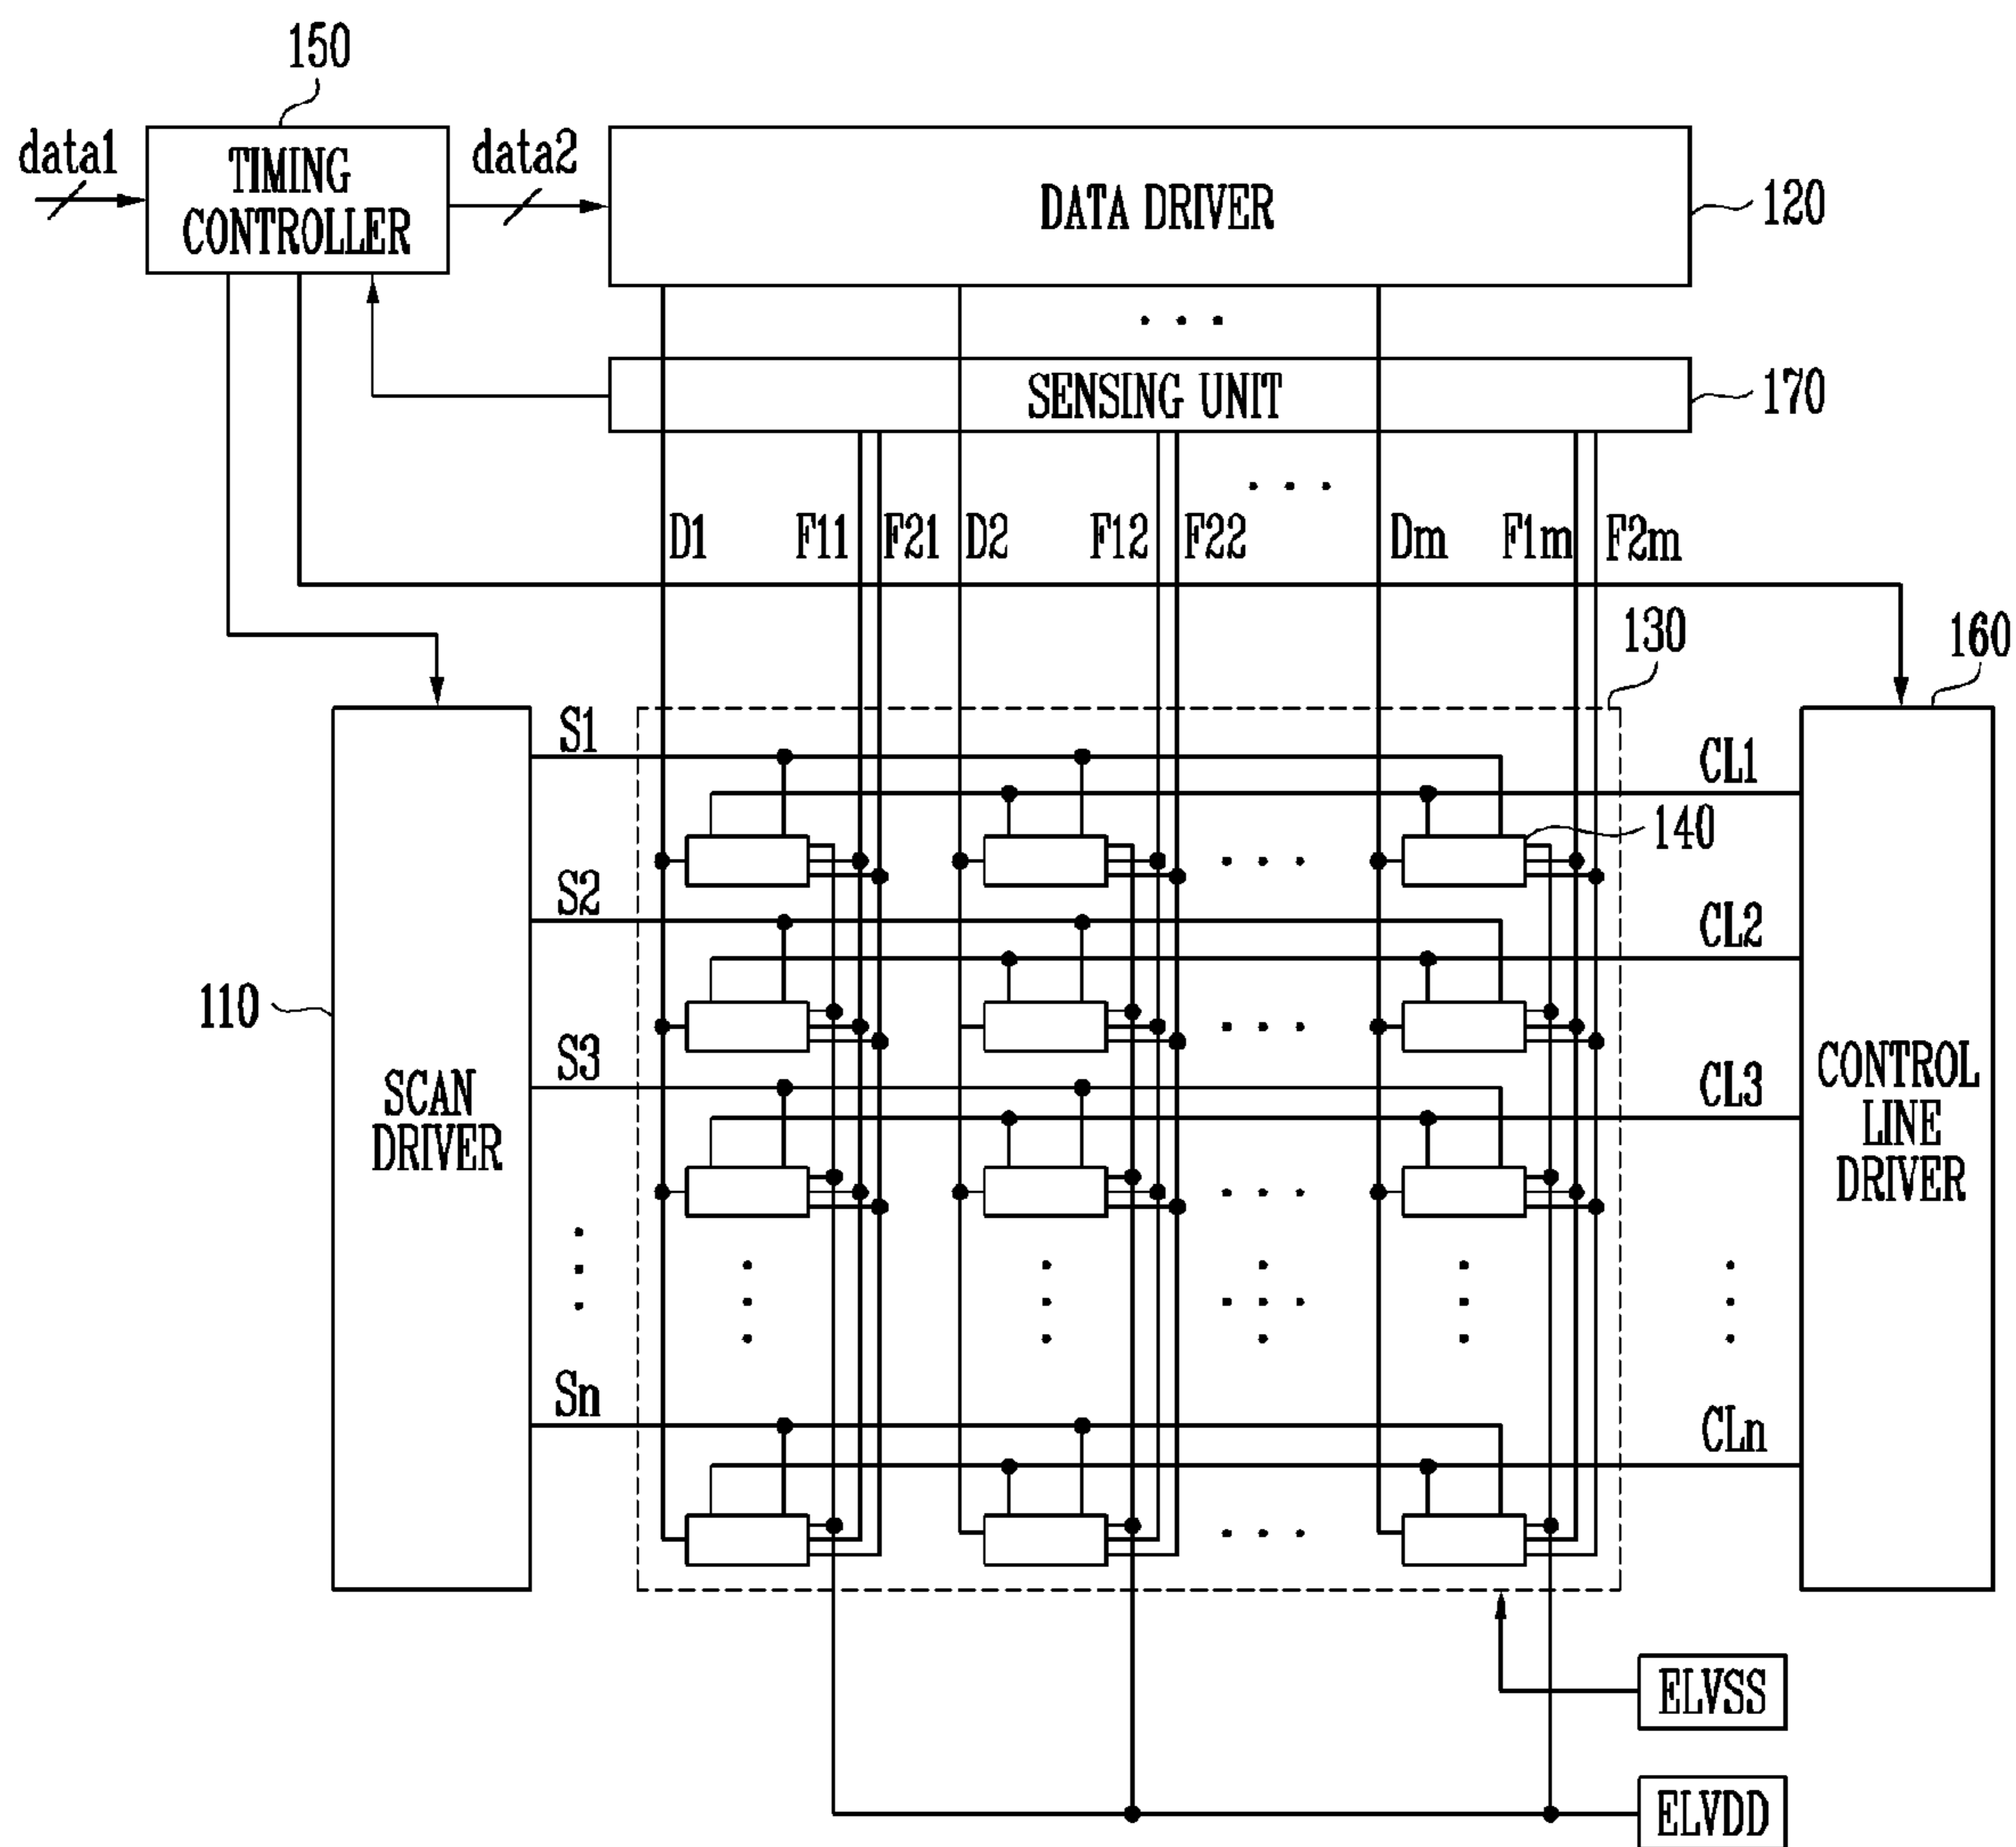 150
data1
TIMING
CONTROLLER
data2
DATA DRIVER
120
SENSING UNIT
170
D1
F11
F21
D2
F12
F22
Dm
F1m
F2m
130
160
S1
CL1
140
S2
CL2
110
S3
CL3
SCAN
DRIVER
CONTROL
LINE
DRIVER
Sn
CLn
ELVSS
ELVDD